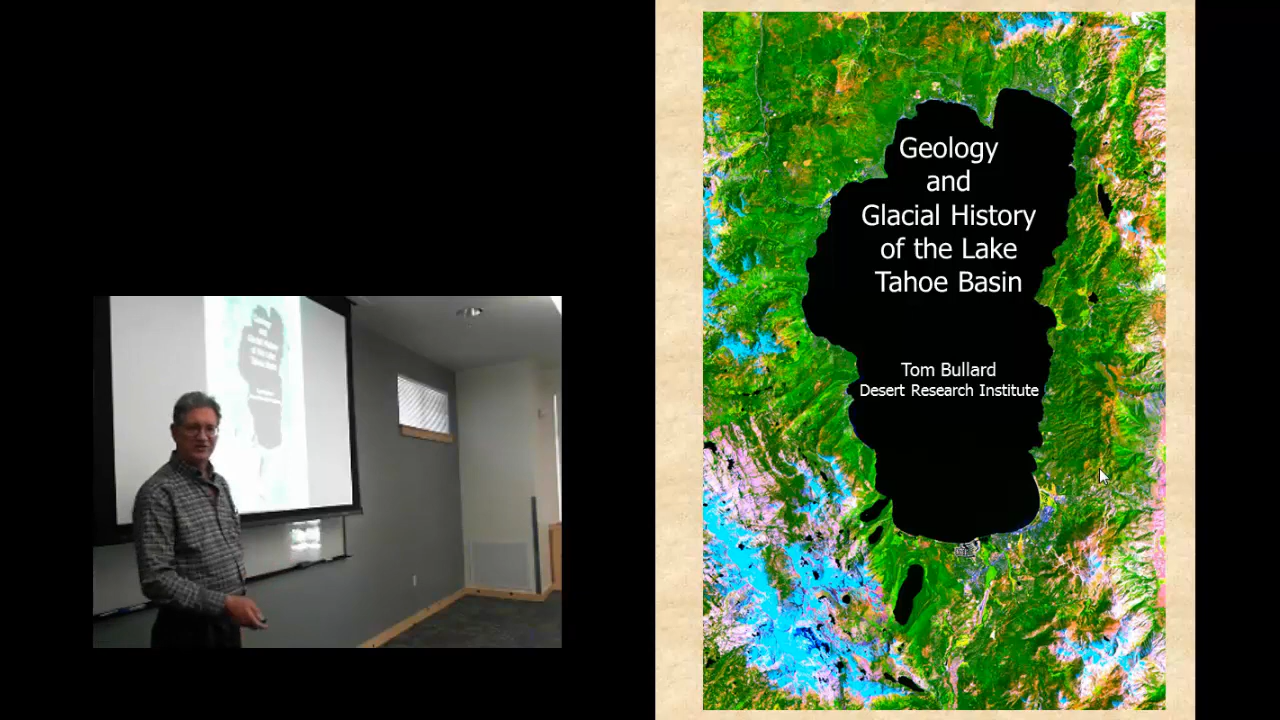 Geology
and
Glacial History
of the Lake
Tahoe Basin
Tom Bullard
Desert Research Institute